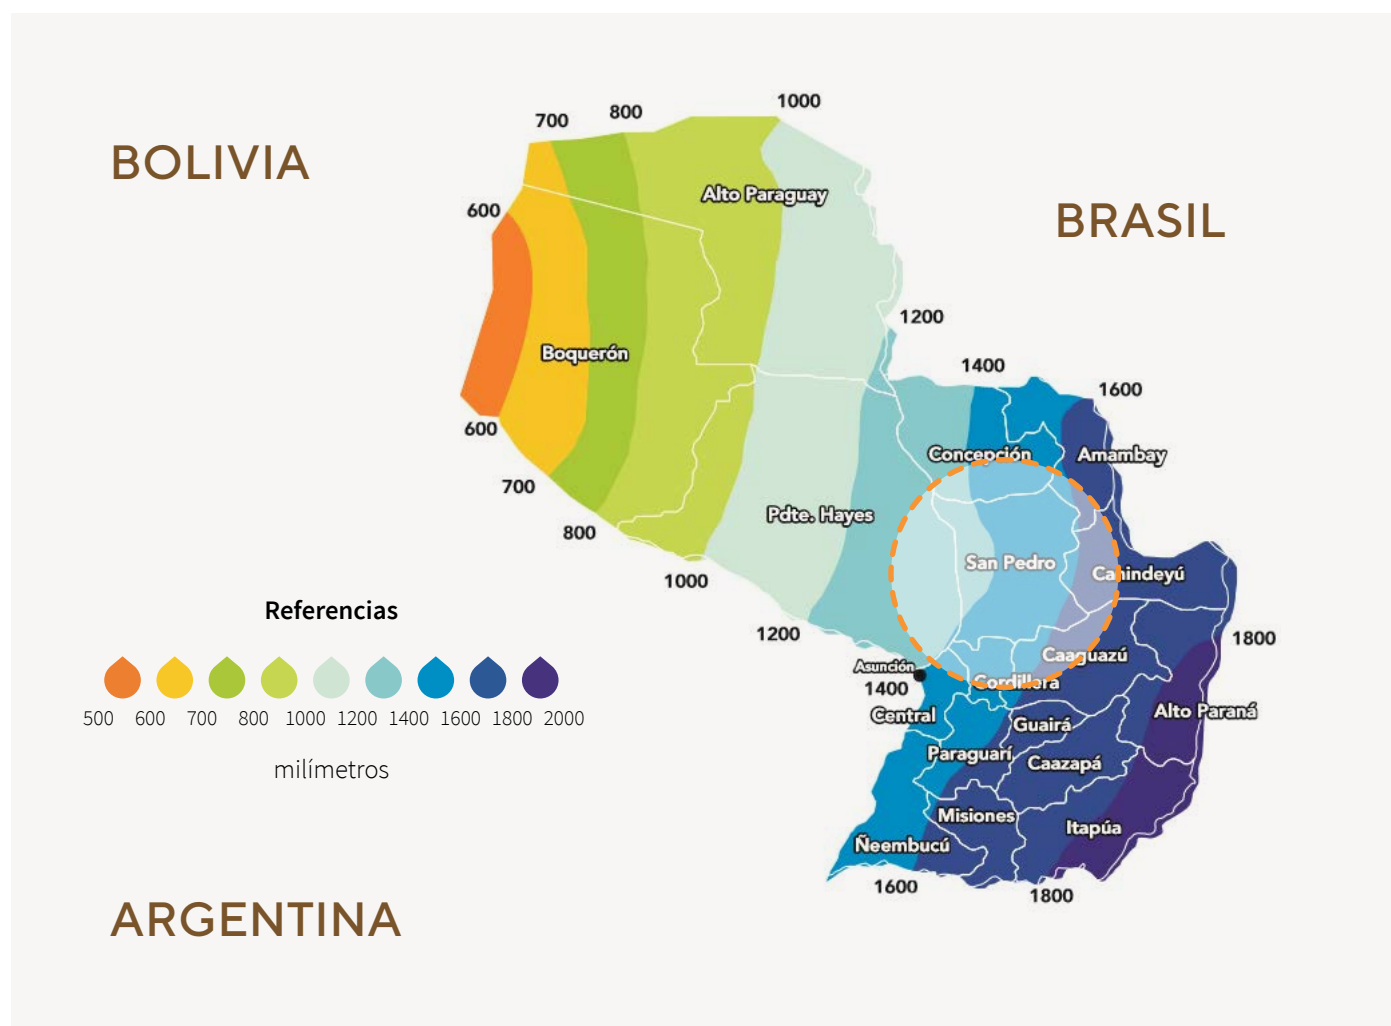 1000
800
700
BOLIVIA
Alto Paraguay
600
BRASIL
1200
Boquerón
1400
1600
600
Concepción
Amambay
700
Pdte. Hayes
800
San Pedro
Canindeyú
1000
Referencias
1200
1800
Caaguazú
Asunción
Cordillera
1400
Central
Alto Paraná
500 600 700 800 1000 1200 1400 1600 1800 2000
Guairá
Paraguarí
Caazapá
milímetros
Misiones
Itapúa
Ñeembucú
1600
1800
ARGENTINA